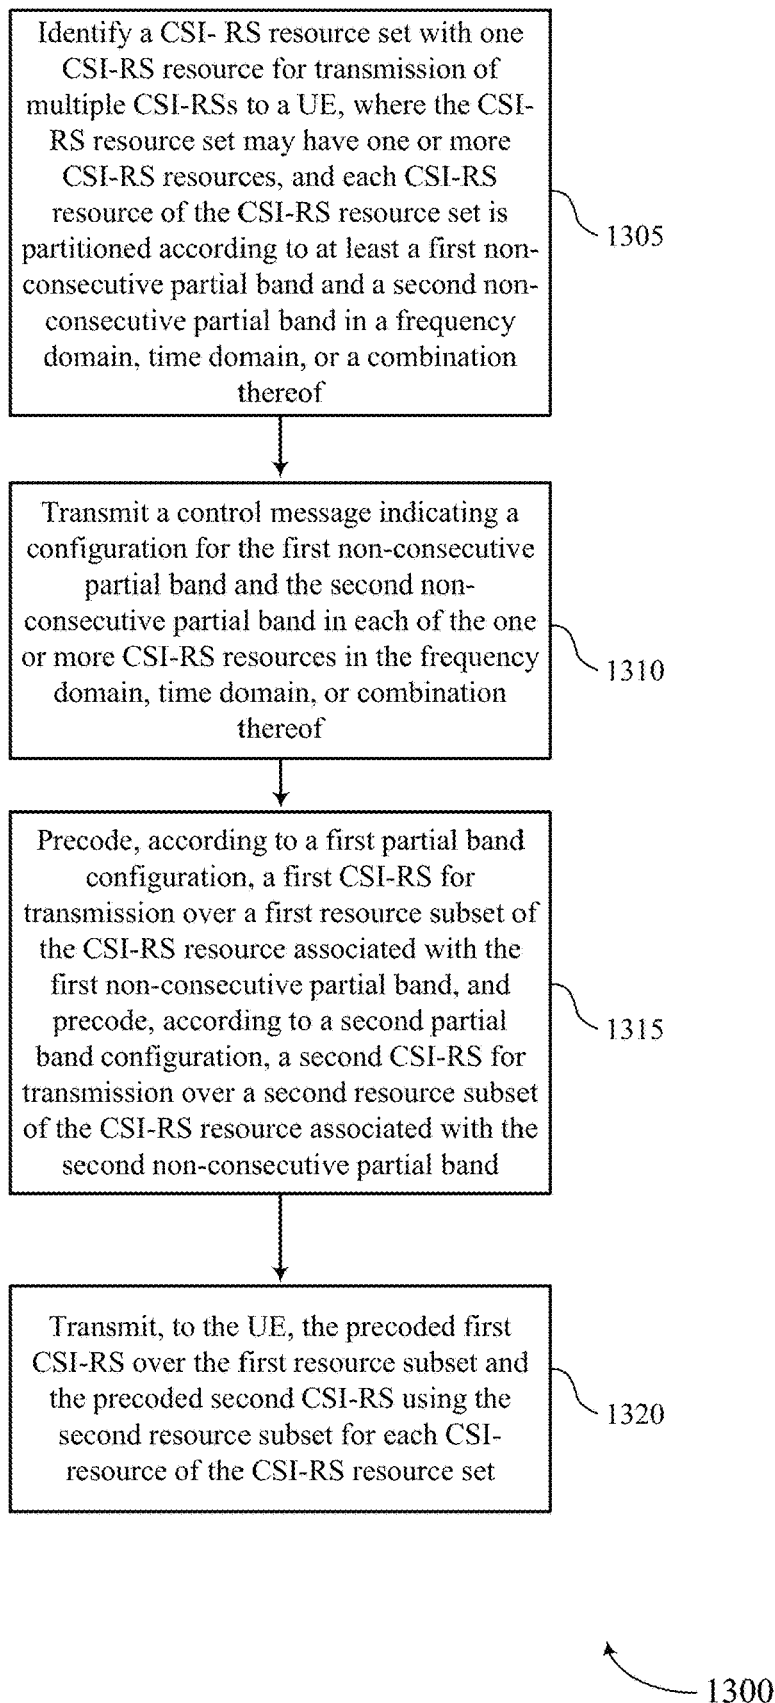 Identify a CSI- RS resource set with one
CSI-RS resource for transmission of
multiple CSI-RSs to a UE, where the CSI-
RS resource set may have one or more
CSI-RS resources, and each CSI-RS
resource of the CSI-RS resource set is
partitioned according to at least a first non-
consecutive partial band and a second non-
consecutive partial band in a frequency
domain, time domain, or a combination
thereof
1305
Transmit a control message indicating a
configuration for the first non-consecutive
partial band and the second non-
consecutive partial band in each of the one
or more CSI-RS resources in the frequency
domain, time domain, or combination
thereof
1310
Precode, according to a first partial band
configuration, a first CSI-RS for
transmission over a first resource subset of
the CSI-RS resource associated with the
first non-consecutive partial band, and
precode, according to a second partial
band configuration, a second CSI-RS for
transmission over a second resource subset
of the CSI-RS resource associated with the
second non-consecutive partial band
1315
Transmit, to the UE, the precoded first
CSI-RS over the first resource subset and
the precoded second CSI-RS using the
second resource subset for each CSI-
resource of the CSI-RS resource set
1320
1300